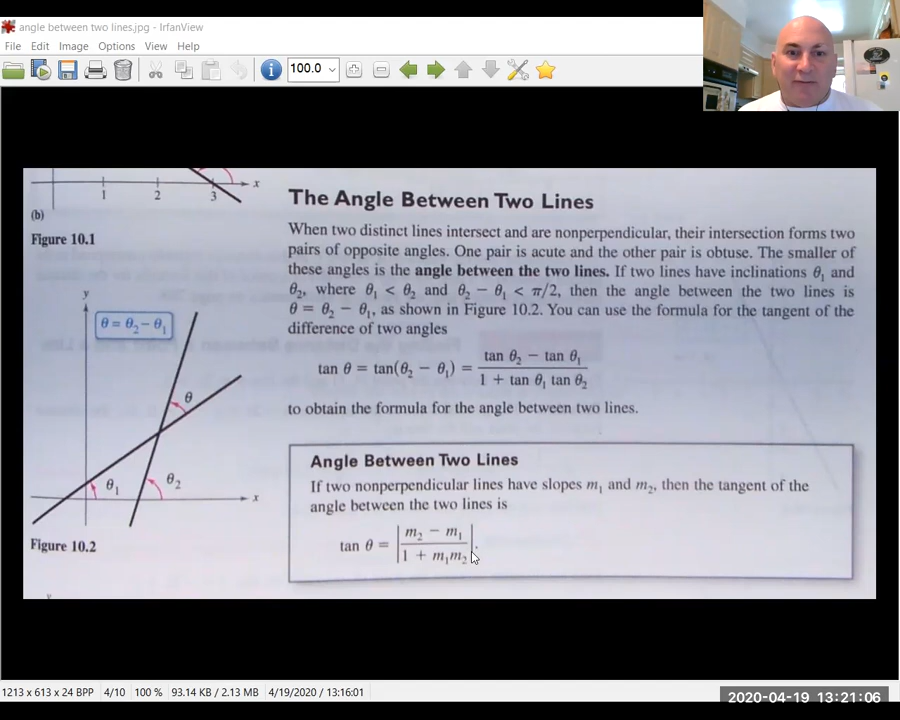 angle between two lines.jpg - IrfanView
File Edit Image Options View Help
100.0
1 2 3 x
(b)
Figure 10.1
The Angle Between Two Lines
When two distinct lines intersect and are nonperpendicular, their intersection forms two
pairs of opposite angles. One pair is acute and the other pair is obtuse. The smaller of
these angles is the angle between the two lines. If two lines have inclinations θ₁ and
θ₂, where θ₁ < θ₂ and θ₂ − θ₁ < π/2, then the angle between the two lines is
θ = θ₂ − θ₁, as shown in Figure 10.2. You can use the formula for the tangent of the
difference of two angles
tan θ = tan(θ₂ − θ₁) = (tan θ₂ − tan θ₁) / (1 + tan θ₁ tan θ₂)
to obtain the formula for the angle between two lines.
y
θ = θ₂ − θ₁
θ
θ₁ θ₂ x
Figure 10.2
y
Angle Between Two Lines
If two nonperpendicular lines have slopes m₁ and m₂, then the tangent of the
angle between the two lines is
tan θ = |(m₂ − m₁) / (1 + m₁m₂)|.
1213 x 613 x 24 BPP 4/10 100 % 93.14 KB / 2.13 MB 4/19/2020 / 13:16:01
2020-04-19 13:21:06